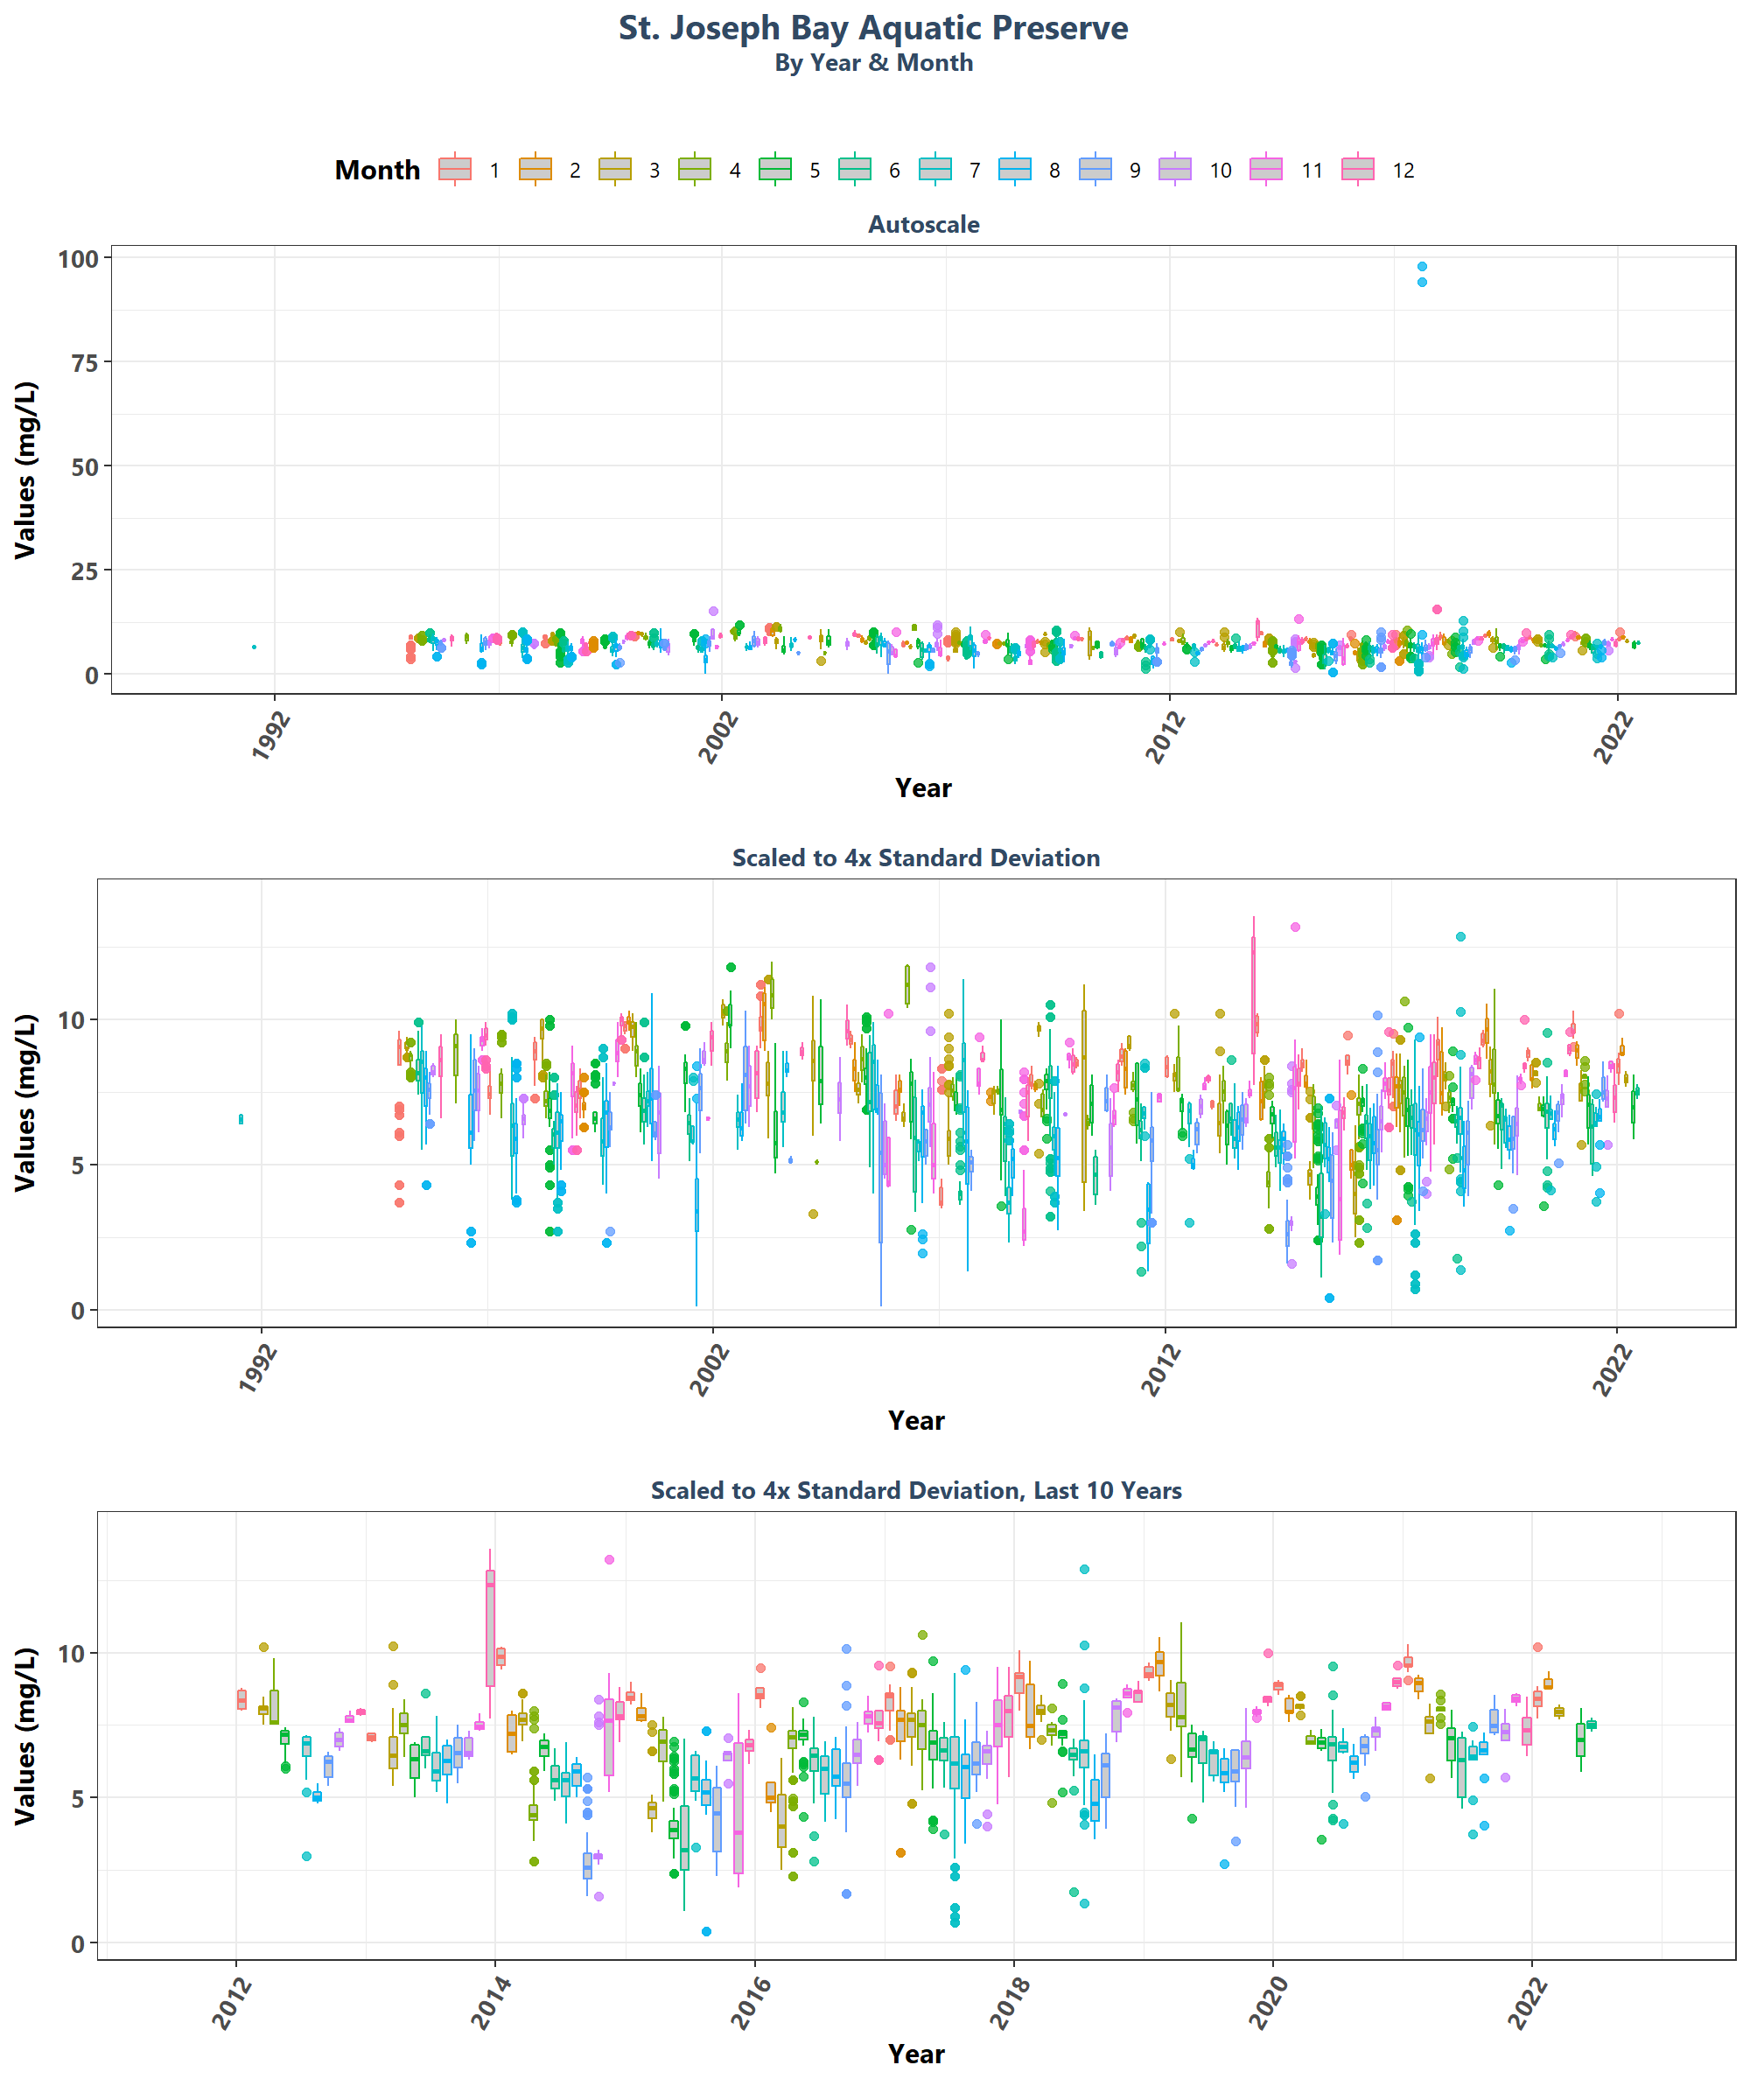 St. Joseph Bay Aquatic Preserve
By Year & Month
Month 1 2 3 4 5 6 7 8 9 10 11 12
Autoscale
Values (mg/L)
100
75
50
25
0
1992 2002 2012 2022
Year
Scaled to 4x Standard Deviation
Values (mg/L)
10
5
0
1992 2002 2012 2022
Year
Scaled to 4x Standard Deviation, Last 10 Years
Values (mg/L)
10
5
0
2012 2014 2016 2018 2020 2022
Year